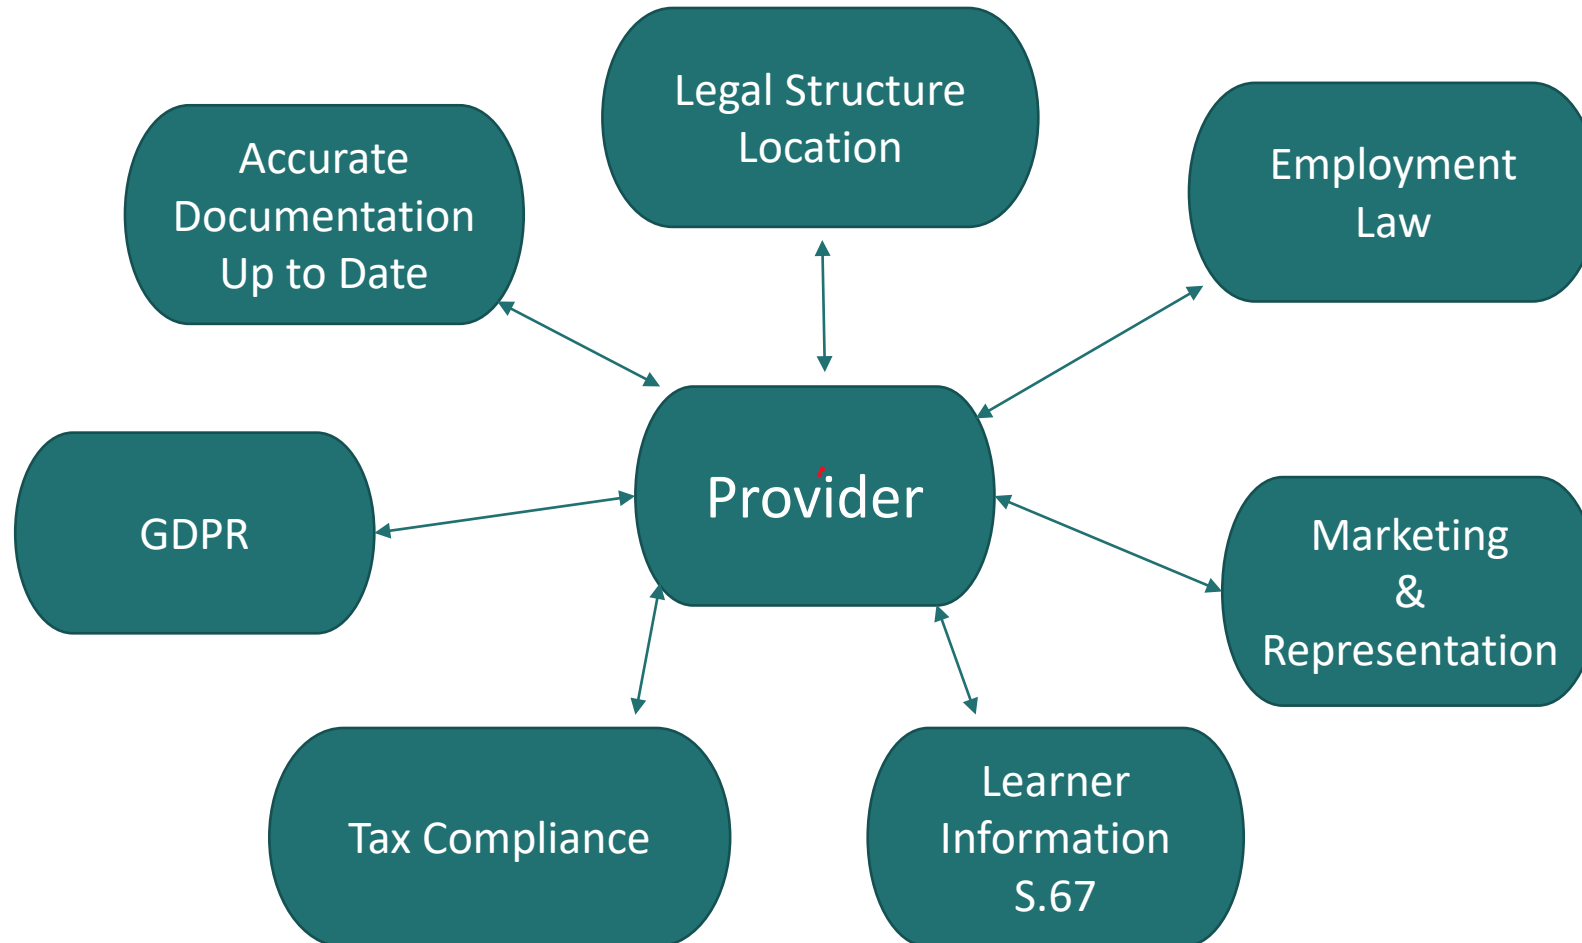 Legal Structure
Location
Accurate
Documentation
Up to Date
Employment
Law
Provider
GDPR
Marketing
&
Representation
Tax Compliance
Learner
Information
S.67